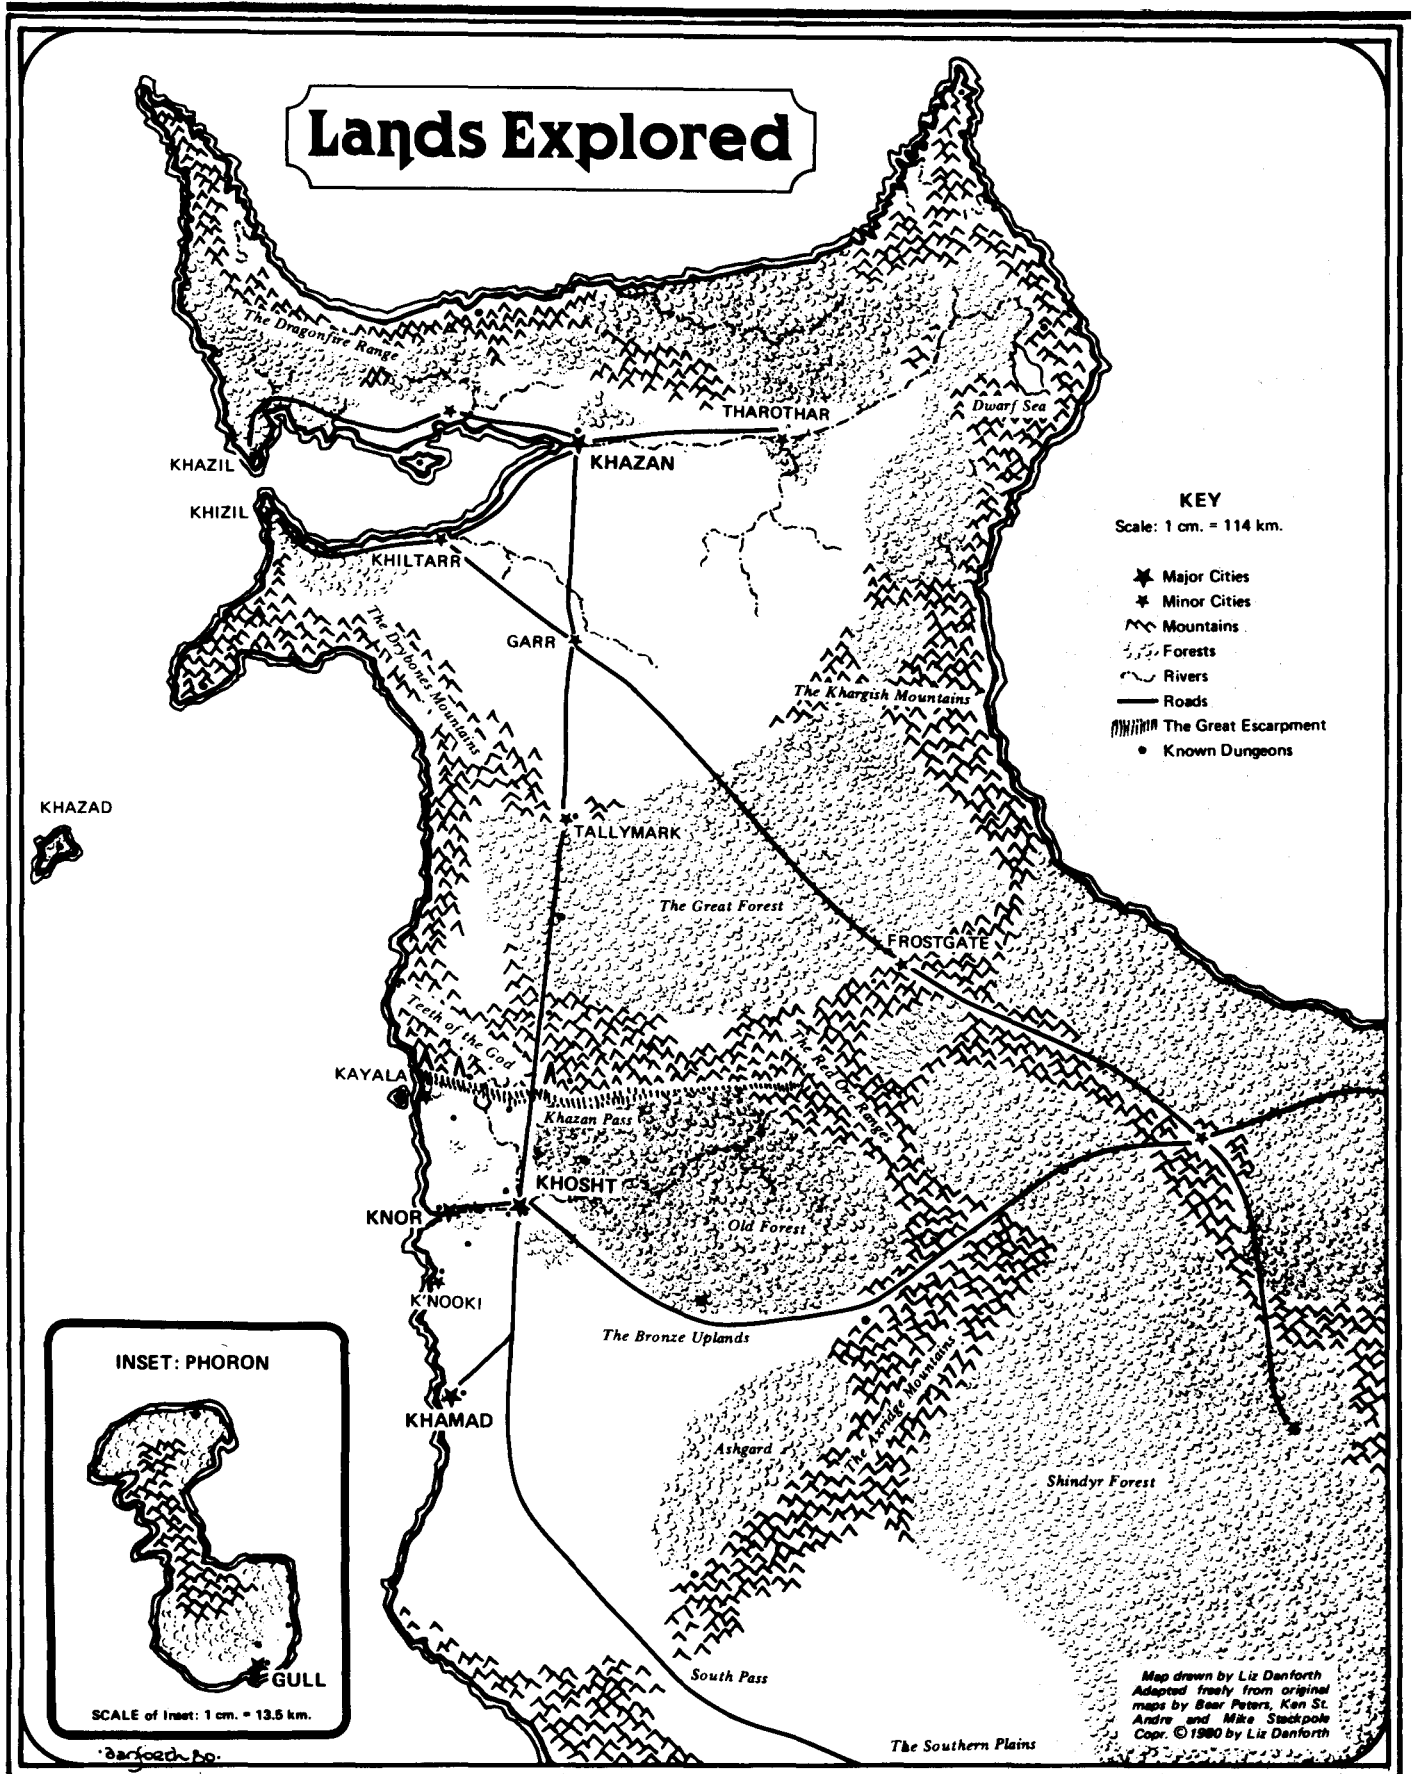 Lands Explored
The Dragonfire Range
THAROTHAR
Dwarf Sea
KHAZIL
KHAZAN
KHIZIL
KHILTARR
KEY
Scale: 1 cm. = 114 km.
Major Cities
Minor Cities
Mountains
Forests
Rivers
Roads
The Great Escarpment
Known Dungeons
The Drybones Mountains
GARR
The Khargish Mountains
KHAZAD
TALLYMARK
The Great Forest
FROSTGATE
Teeth of the God
The Red Orc Ranges
KAYALA
Khazan Pass
KHOSHT
KNOR
Old Forest
K'NOOKI
The Bronze Uplands
The Axridge Mountains
KHAMAD
Ashgard
Shindyr Forest
INSET: PHORON
GULL
SCALE of Inset: 1 cm. = 13.5 km.
South Pass
The Southern Plains
Map drawn by Liz Danforth
Adapted freely from original
maps by Bear Peters, Ken St.
Andre and Mike Stackpole
Copr. © 1980 by Liz Danforth